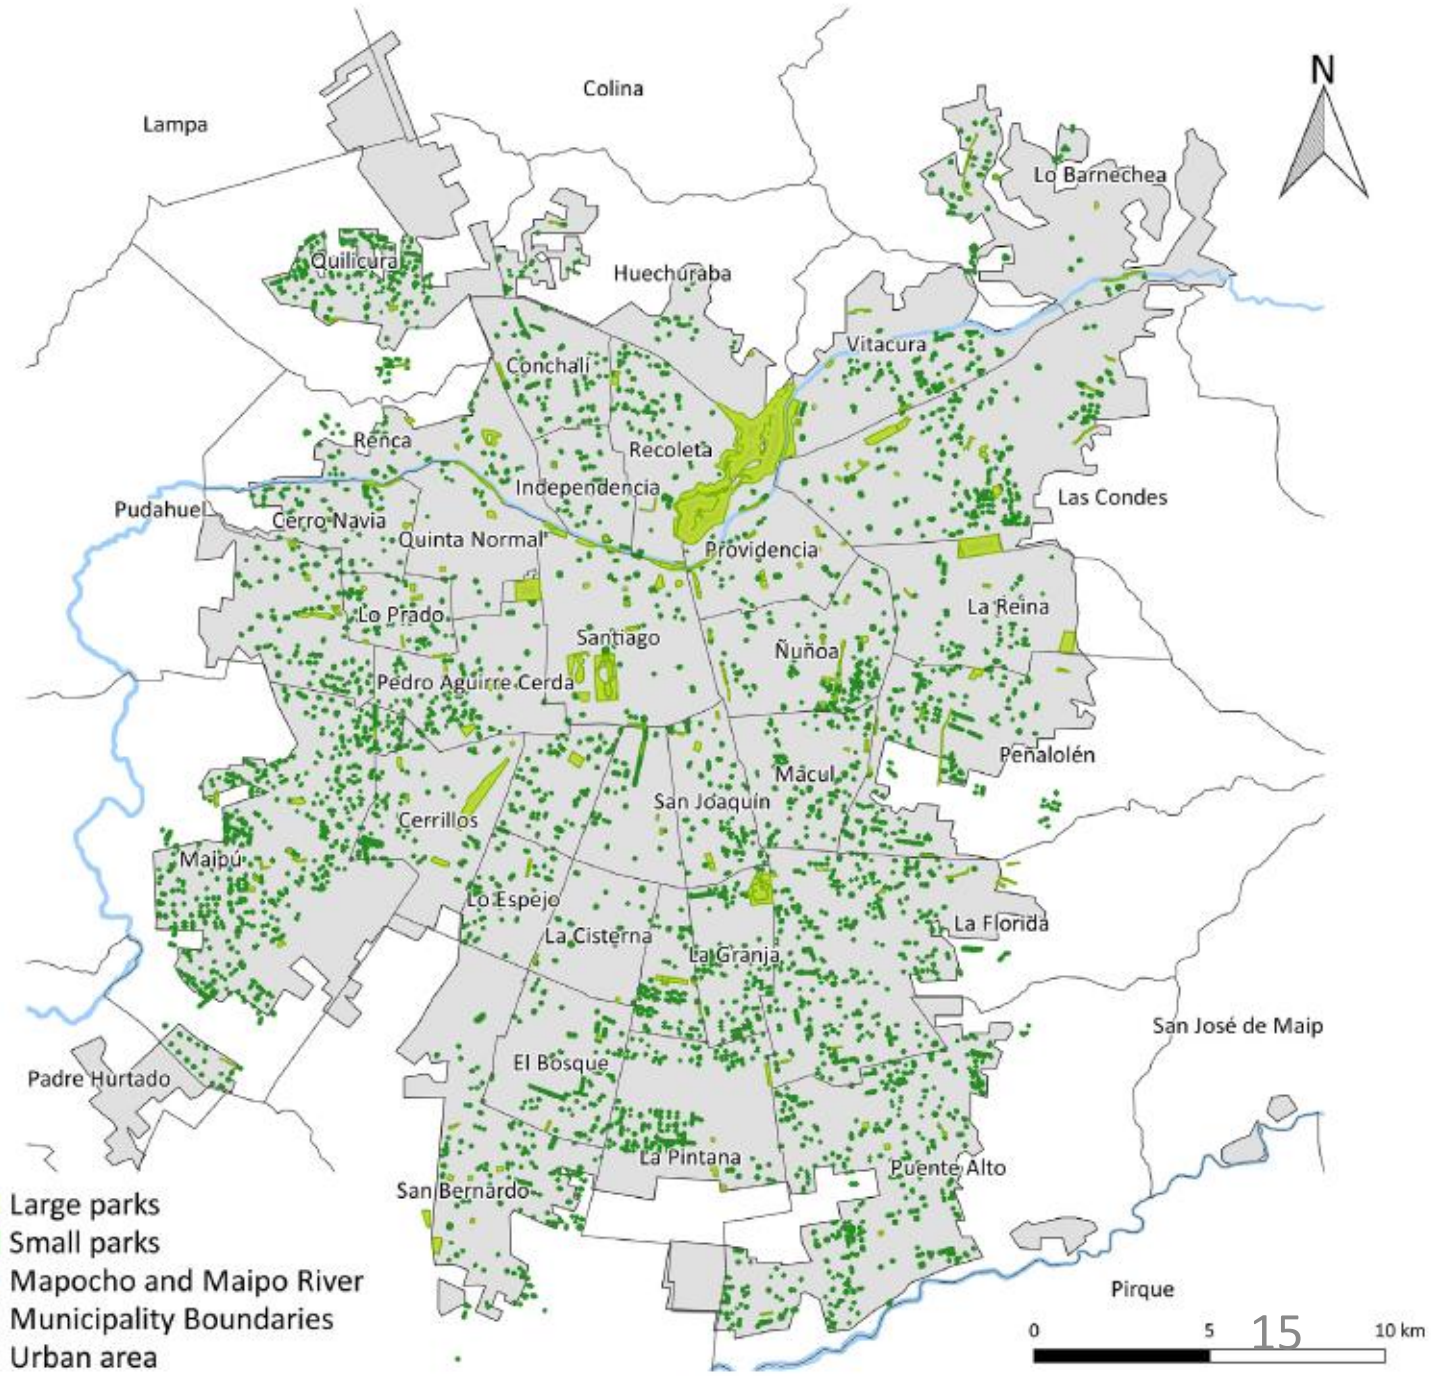 N
Colina
Lampa
Lo Barnechea
Quilicura
Huechuraba
Vitacura
Conchalí
Renca
Recoleta
Independencia
Las Condes
Pudahuel
Cerro Navia
Quinta Normal
Providencia
Lo Prado
La Reina
Santiago
Ñuñoa
Pedro Aguirre Cerda
Peñalolén
Macul
San Joaquín
Cerrillos
Maipú
Lo Espejo
La Florida
La Cisterna
La Granja
San José de Maip
El Bosque
Padre Hurtado
La Pintana
Puente Alto
San Bernardo
Large parks
Small parks
Mapocho and Maipo River
Municipality Boundaries
Urban area
Pirque
0 5 10 km
15